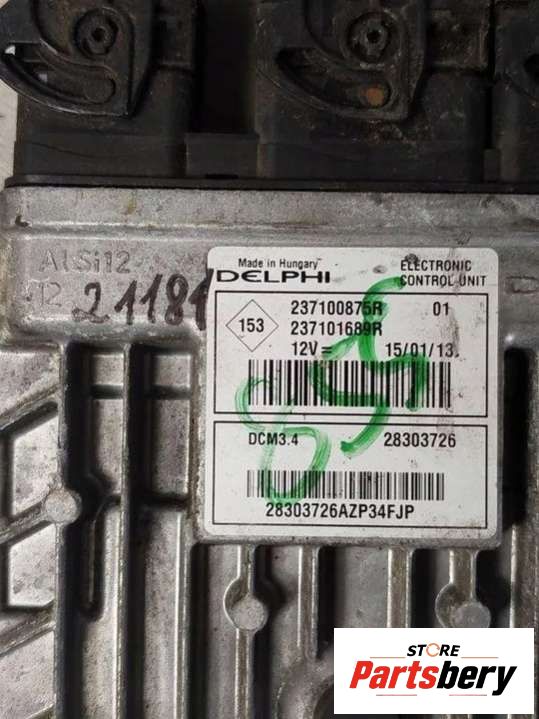 AlSi12
12 21181
Made in Hungary
DELPHI
ELECTRONIC
CONTROL UNIT
153
237100875R 01
237101689R
12V= 15/01/13
DCM3.4 28303726
28303726AZP34FJP
STORE
Partsbery